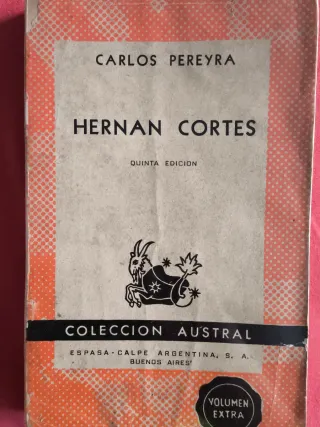 CARLOS PEREYRA
HERNAN CORTES
QUINTA EDICION
COLECCION AUSTRAL
ESPASA-CALPE ARGENTINA, S. A.
BUENOS AIRES
VOLUMEN
EXTRA